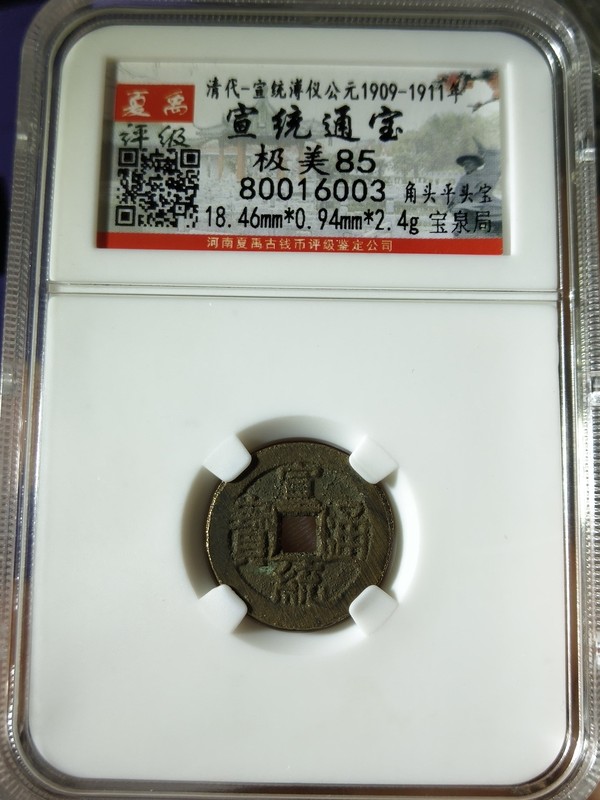 清代-宣统溥仪公元1909-1911年
夏禹
评级
宣统通宝
极美85
80016003 角头平头宝
18.46mm*0.94mm*2.4g 宝泉局
河南夏禹古钱币评级鉴定公司
宣
寶 通
統